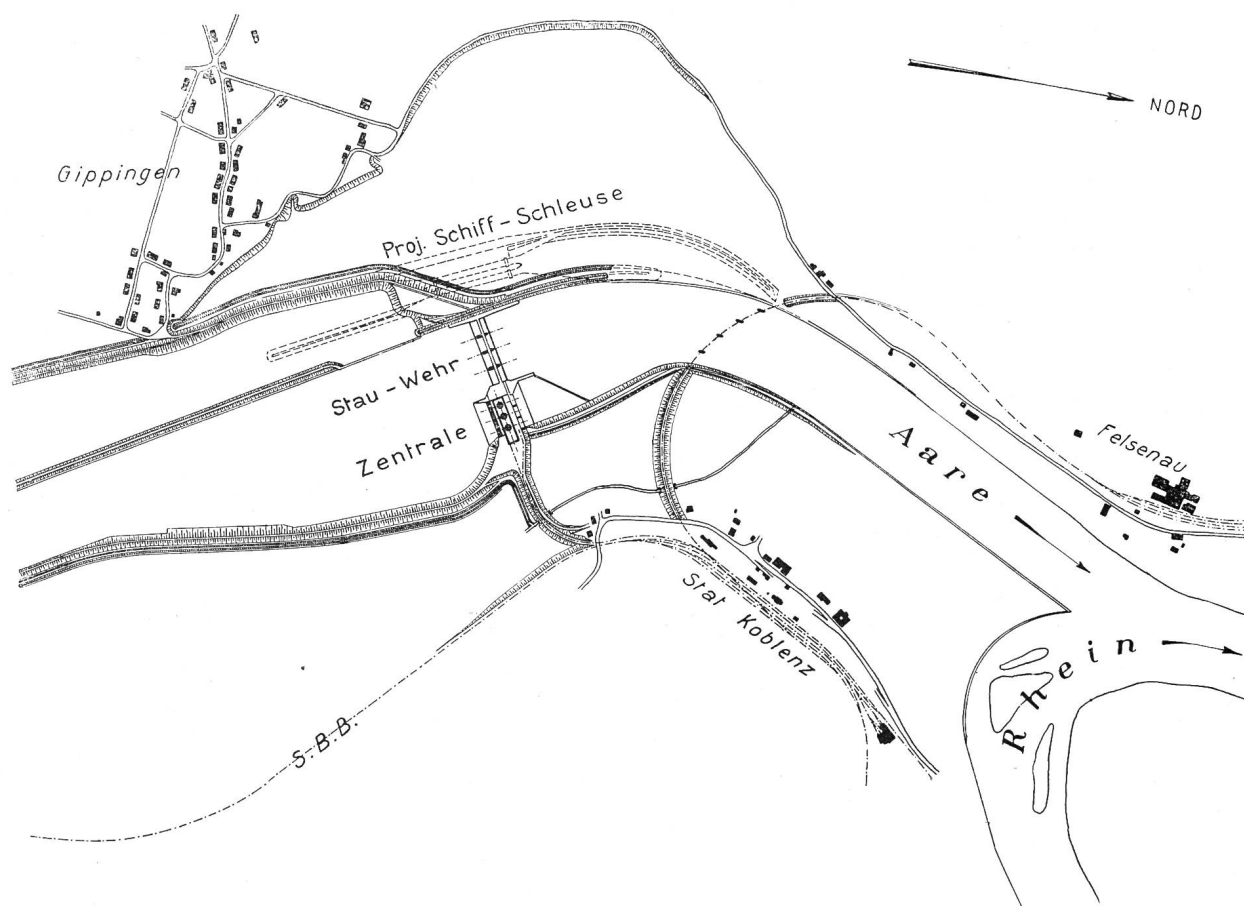 NORD
Gippingen
Proj. Schiff-Schleuse
Stau-Wehr
Zentrale
Aare
Felsenau
Stat Koblenz
Rhein
S.B.B.